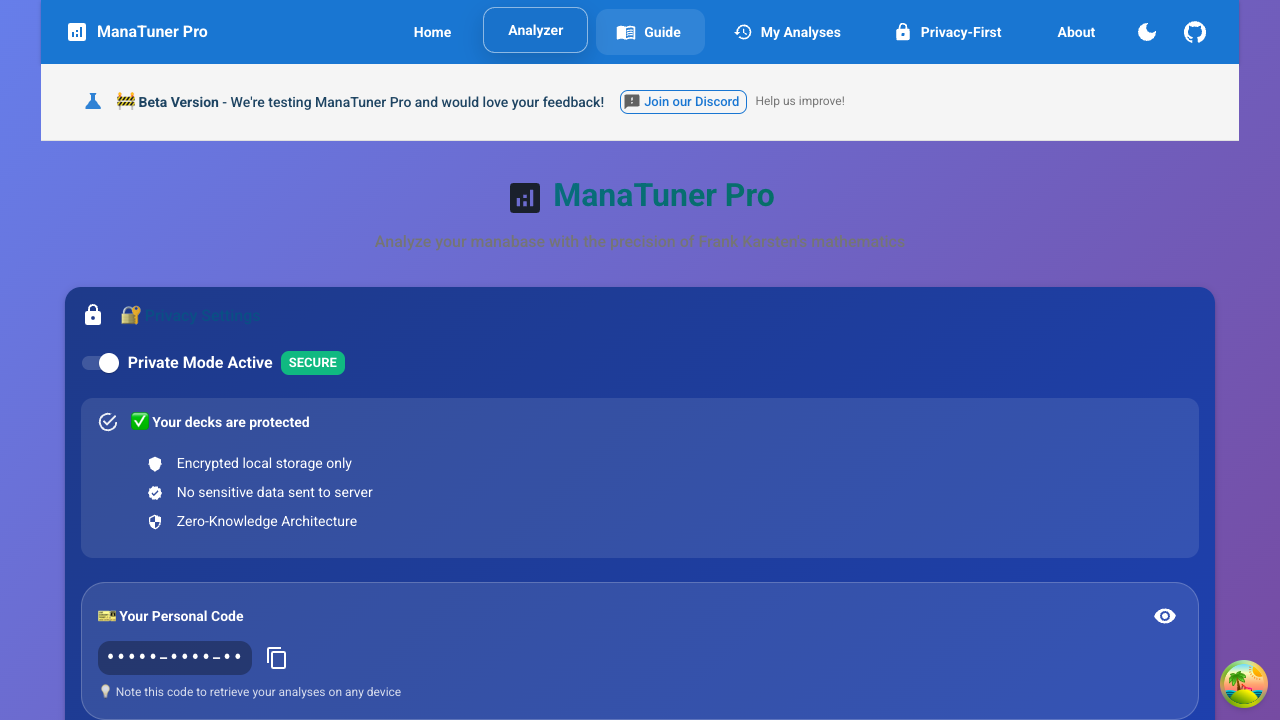 ManaTuner Pro
Home
Analyzer
Guide
My Analyses
Privacy-First
About
🚧 Beta Version - We're testing ManaTuner Pro and would love your feedback!
Join our Discord
Help us improve!
ManaTuner Pro
Analyze your manabase with the precision of Frank Karsten's mathematics
🔐 Privacy Settings
Private Mode Active
SECURE
✅ Your decks are protected
Encrypted local storage only
No sensitive data sent to server
Zero-Knowledge Architecture
🎫 Your Personal Code
•••••–••••–••
💡 Note this code to retrieve your analyses on any device